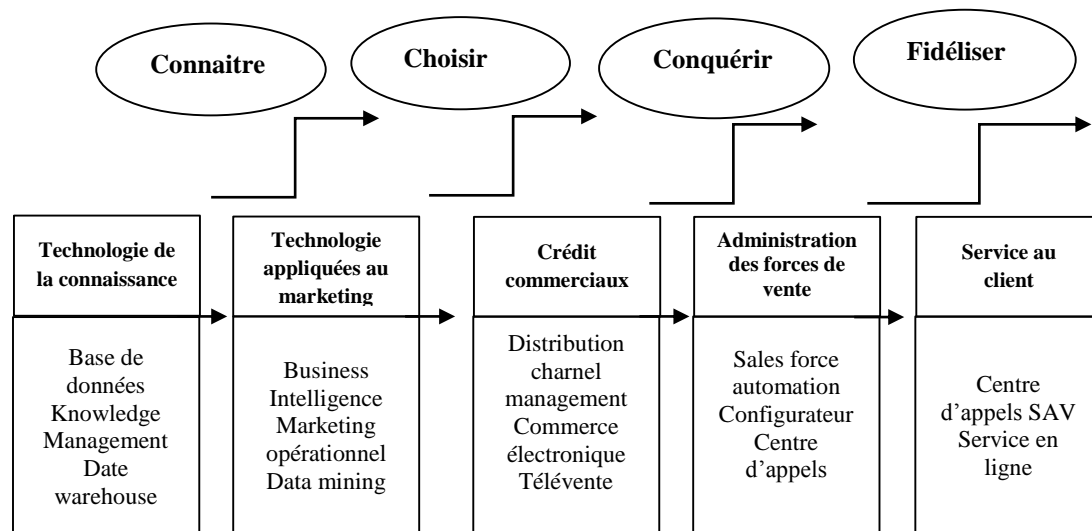 Connaitre
Choisir
Conquérir
Fidéliser
Technologie de
la connaissance
Technologie
appliquées au
marketing
Crédit
commerciaux
Administration
des forces de
vente
Service au
client
Base de
données
Knowledge
Management
Date
warehouse
Business
Intelligence
Marketing
opérationnel
Data mining
Distribution
charnel
management
Commerce
électronique
Télévente
Sales force
automation
Configurateur
Centre
d’appels
Centre
d’appels SAV
Service en
ligne